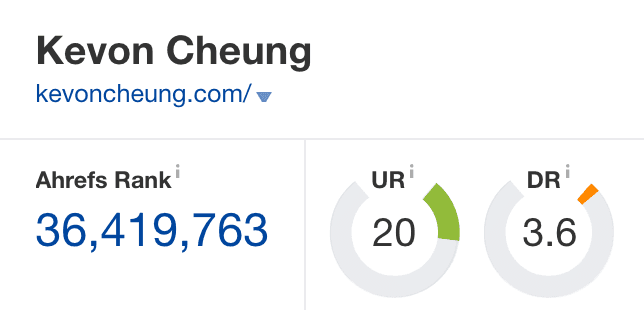 Kevon Cheung
kevoncheung.com/
Ahrefs Rank i
36,419,763
UR i
20
DR i
3.6